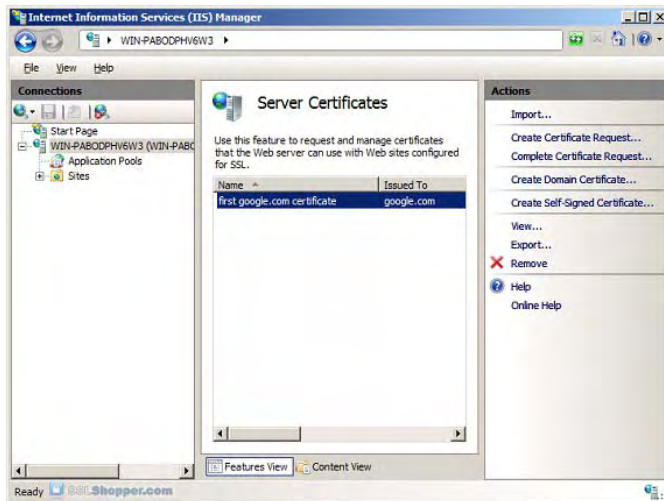 Internet Information Services (IIS) Manager
WIN-PABODPHV6W3
File View Help
Connections
Start Page
WIN-PABODPHV6W3 (WIN-PABO
Application Pools
Sites
Server Certificates
Use this feature to request and manage certificates
that the Web server can use with Web sites configured
for SSL.
Name Issued To
first google.com certificate google.com
Features View Content View
Actions
Import...
Create Certificate Request...
Complete Certificate Request...
Create Domain Certificate...
Create Self-Signed Certificate...
View...
Export...
Remove
Help
Online Help
Ready SSLShopper.com